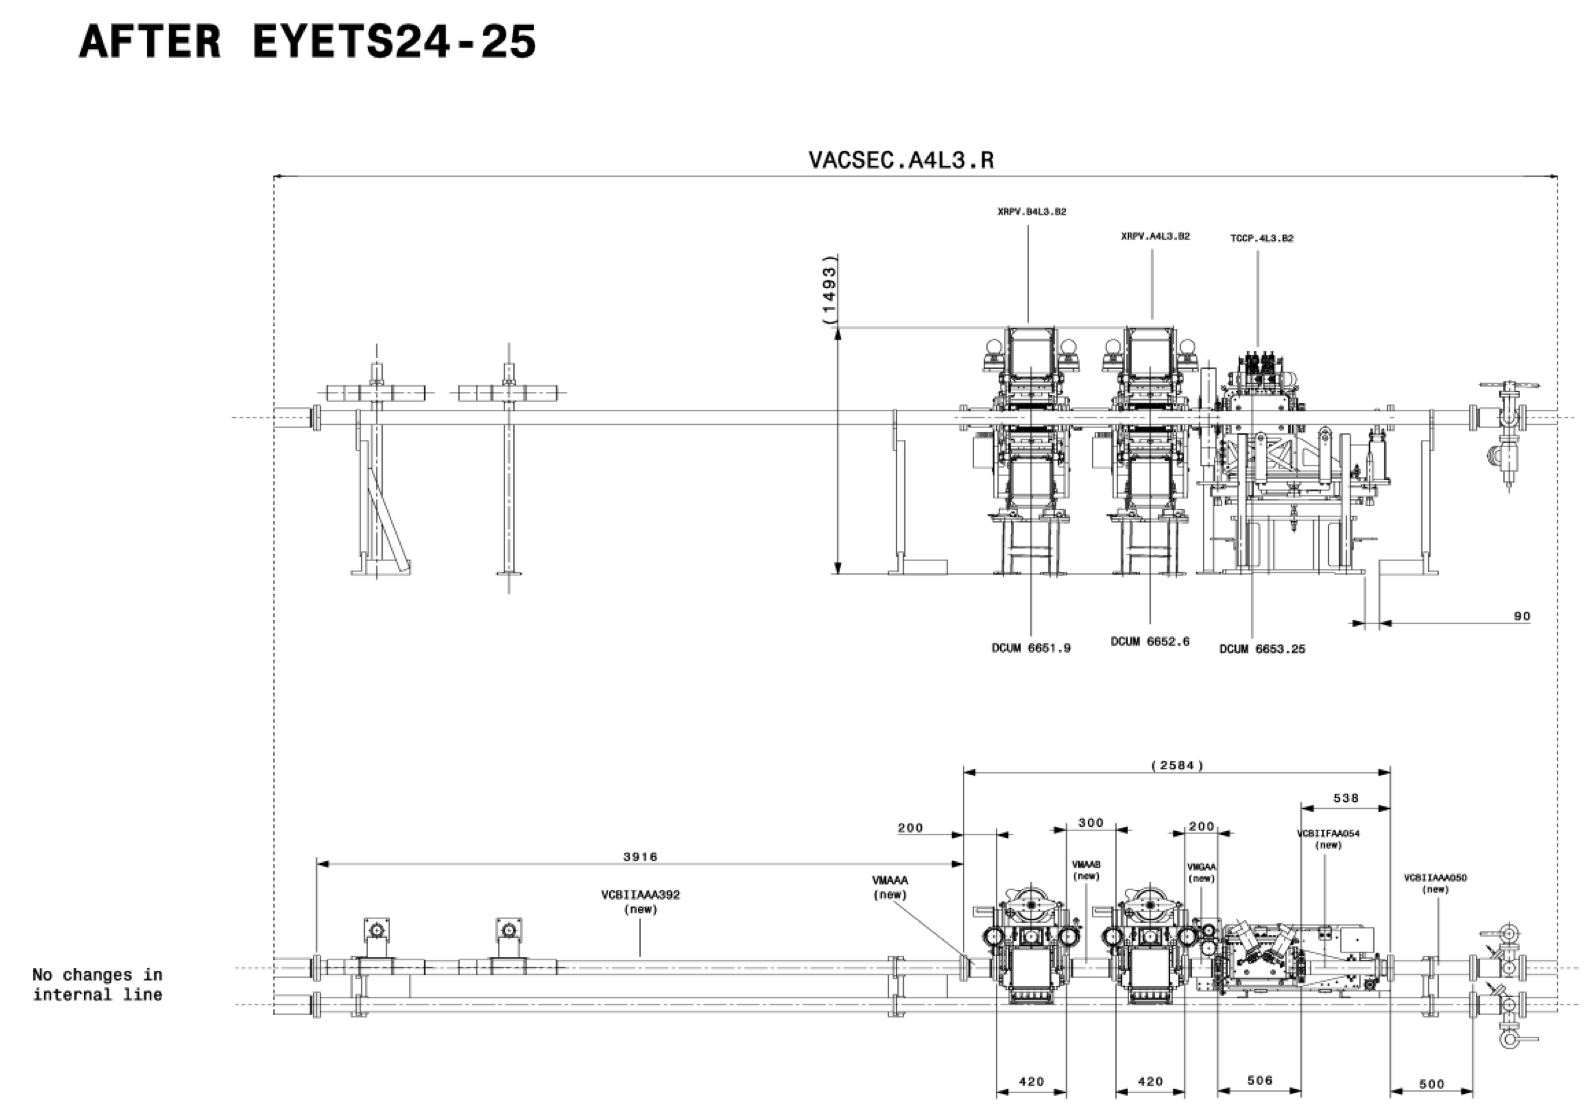 AFTER EYETS24-25
VACSEC.A4L3.R
XRPV.B4L3.B2
XRPV.A4L3.B2
TCCP.4L3.B2
(1493)
90
DCUM 6651.9
DCUM 6652.6
DCUM 6653.25
(2584)
538
200
300
200
VCBIIFAA054
(new)
3916
VMAAB
(new)
VMGAA
(new)
VMAAA
(new)
VCBIIAAA050
(new)
VCBIIAAA392
(new)
No changes in
internal line
420
420
506
500